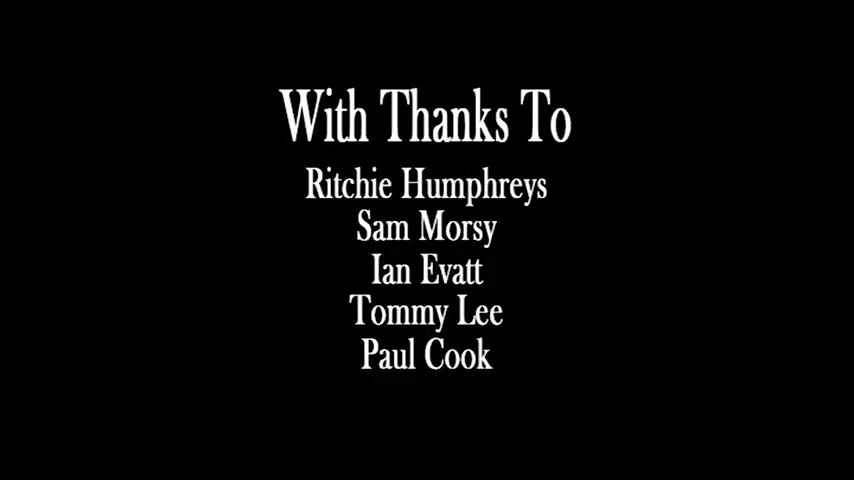 With Thanks To
Ritchie Humphreys
Sam Morsy
Ian Evatt
Tommy Lee
Paul Cook